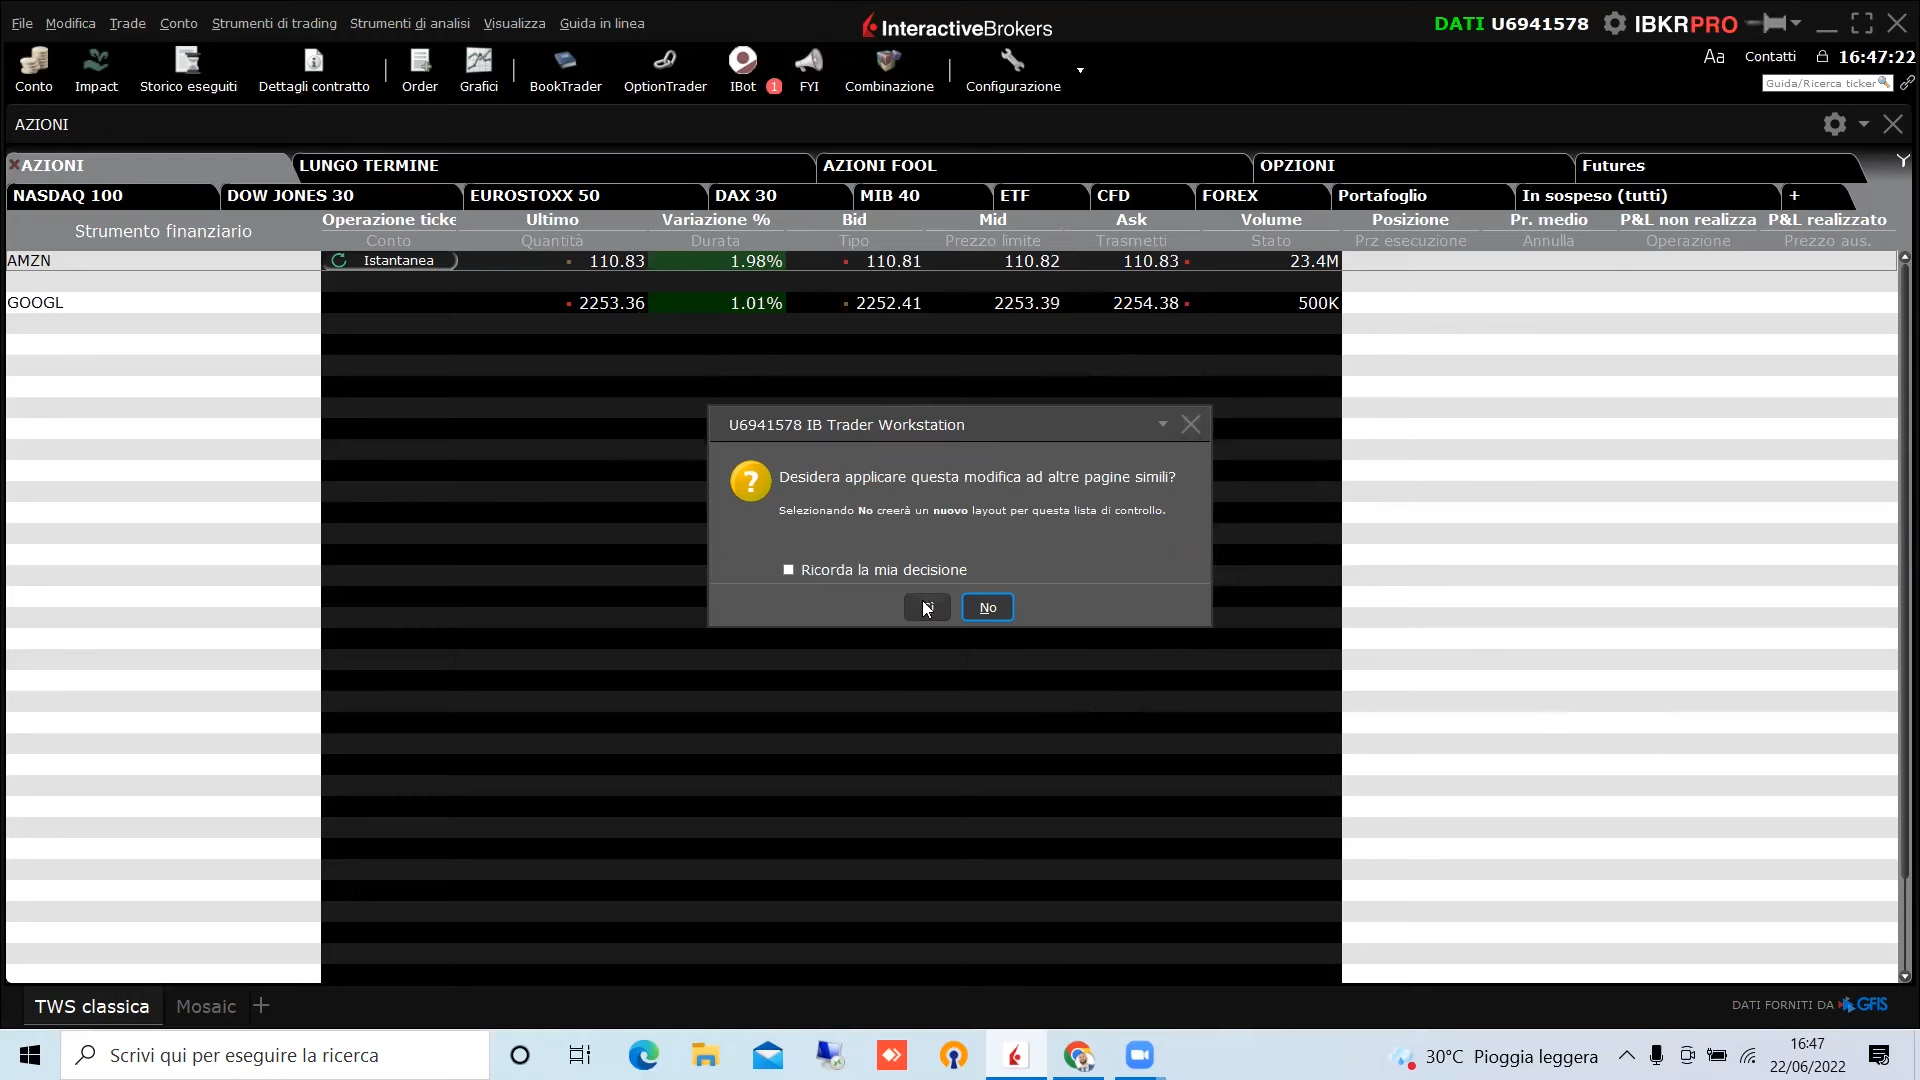 File Modifica Trade Conto Strumenti di trading Strumenti di analisi Visualizza Guida in linea
InteractiveBrokers
DATI U6941578 IBKRPRO
Conto Impact Storico eseguiti Dettagli contratto Order Grafici BookTrader OptionTrader IBot 1 FYI Combinazione Configurazione
Aa Contatti 16:47:22
Guida/Ricerca ticker
AZIONI
AZIONI LUNGO TERMINE AZIONI FOOL OPZIONI Futures
NASDAQ 100 DOW JONES 30 EUROSTOXX 50 DAX 30 MIB 40 ETF CFD FOREX Portafoglio In sospeso (tutti) +
Strumento finanziario
Operazione ticke Ultimo Variazione % Bid Mid Ask Volume Posizione Pr. medio P&L non realizza P&L realizzato
Conto Quantità Durata Tipo Prezzo limite Trasmetti Stato Prz esecuzione Annulla Operazione Prezzo aus.
AMZN Istantanea 110.83 1.98% 110.81 110.82 110.83 23.4M
GOOGL 2253.36 1.01% 2252.41 2253.39 2254.38 500K
U6941578 IB Trader Workstation
?
Desidera applicare questa modifica ad altre pagine simili?
Selezionando No creerà un nuovo layout per questa lista di controllo.
Ricorda la mia decisione
No
TWS classica Mosaic +
DATI FORNITI DA GFIS
Scrivi qui per eseguire la ricerca
30°C Pioggia leggera
16:47
22/06/2022